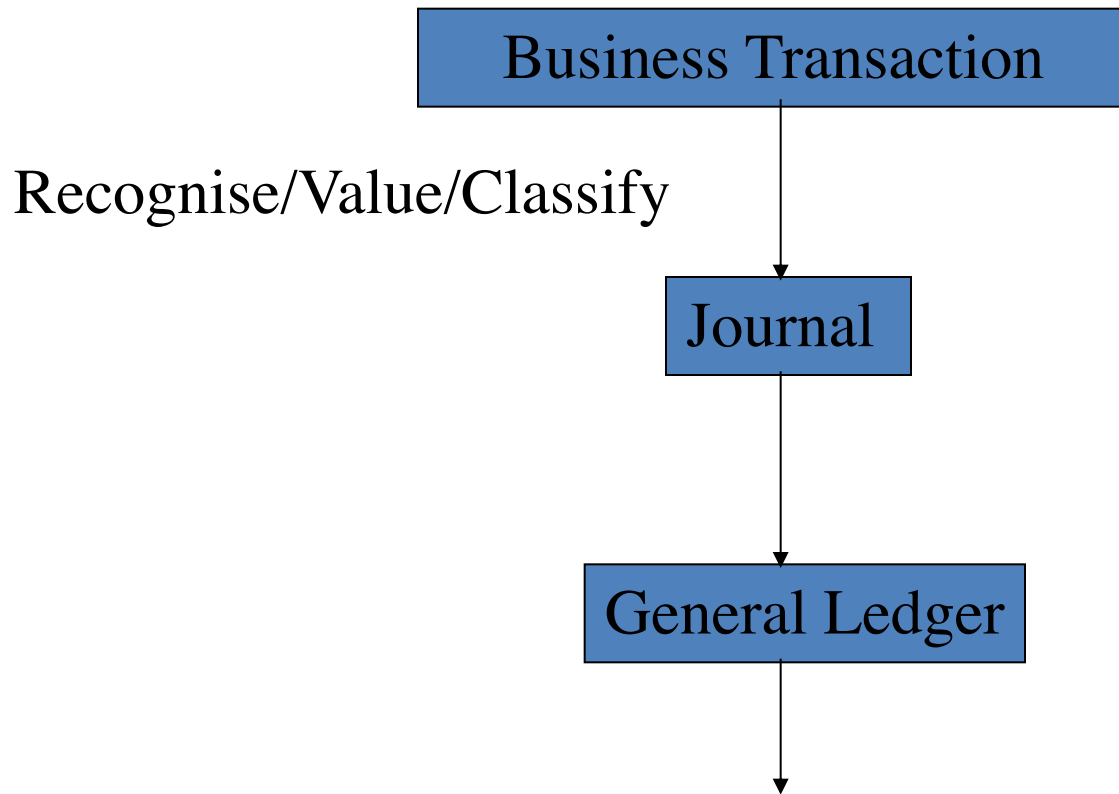 Business Transaction
Recognise/Value/Classify
Journal
General Ledger